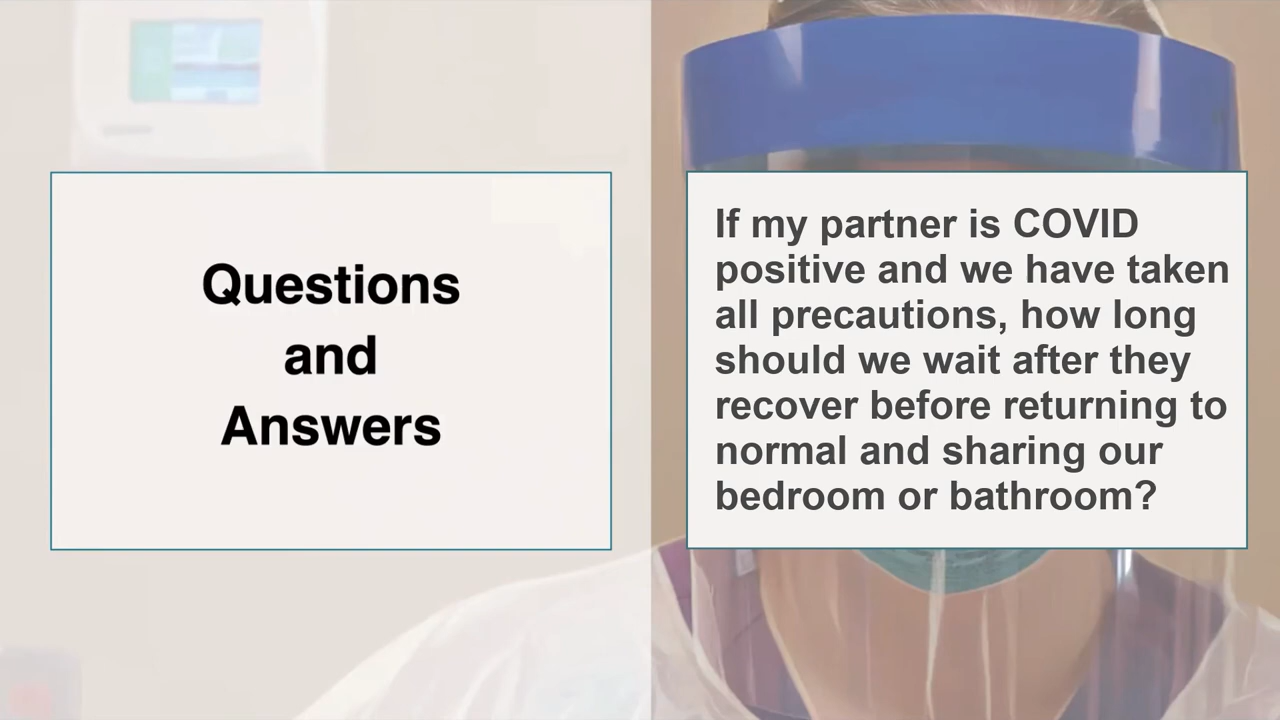 Questions
and
Answers
If my partner is COVID
positive and we have taken
all precautions, how long
should we wait after they
recover before returning to
normal and sharing our
bedroom or bathroom?